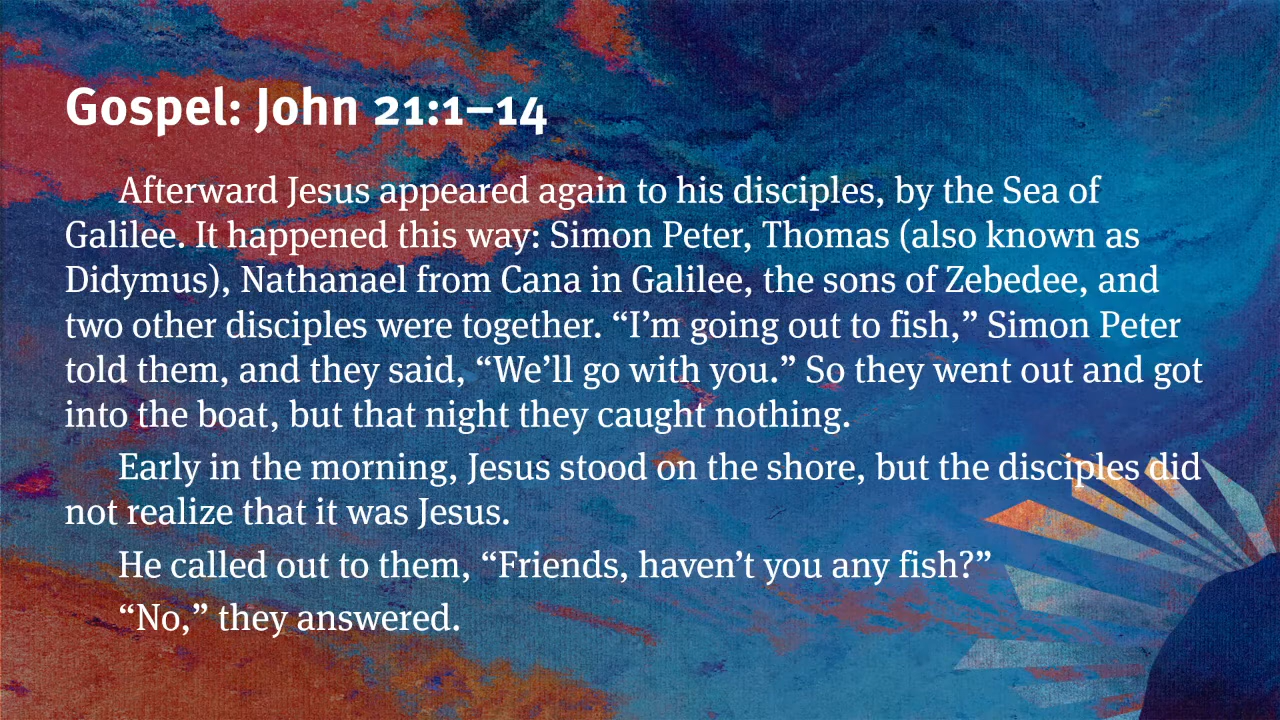 Gospel: John 21:1–14
Afterward Jesus appeared again to his disciples, by the Sea of
Galilee. It happened this way: Simon Peter, Thomas (also known as
Didymus), Nathanael from Cana in Galilee, the sons of Zebedee, and
two other disciples were together. “I’m going out to fish,” Simon Peter
told them, and they said, “We’ll go with you.” So they went out and got
into the boat, but that night they caught nothing.
Early in the morning, Jesus stood on the shore, but the disciples did
not realize that it was Jesus.
He called out to them, “Friends, haven’t you any fish?”
“No,” they answered.